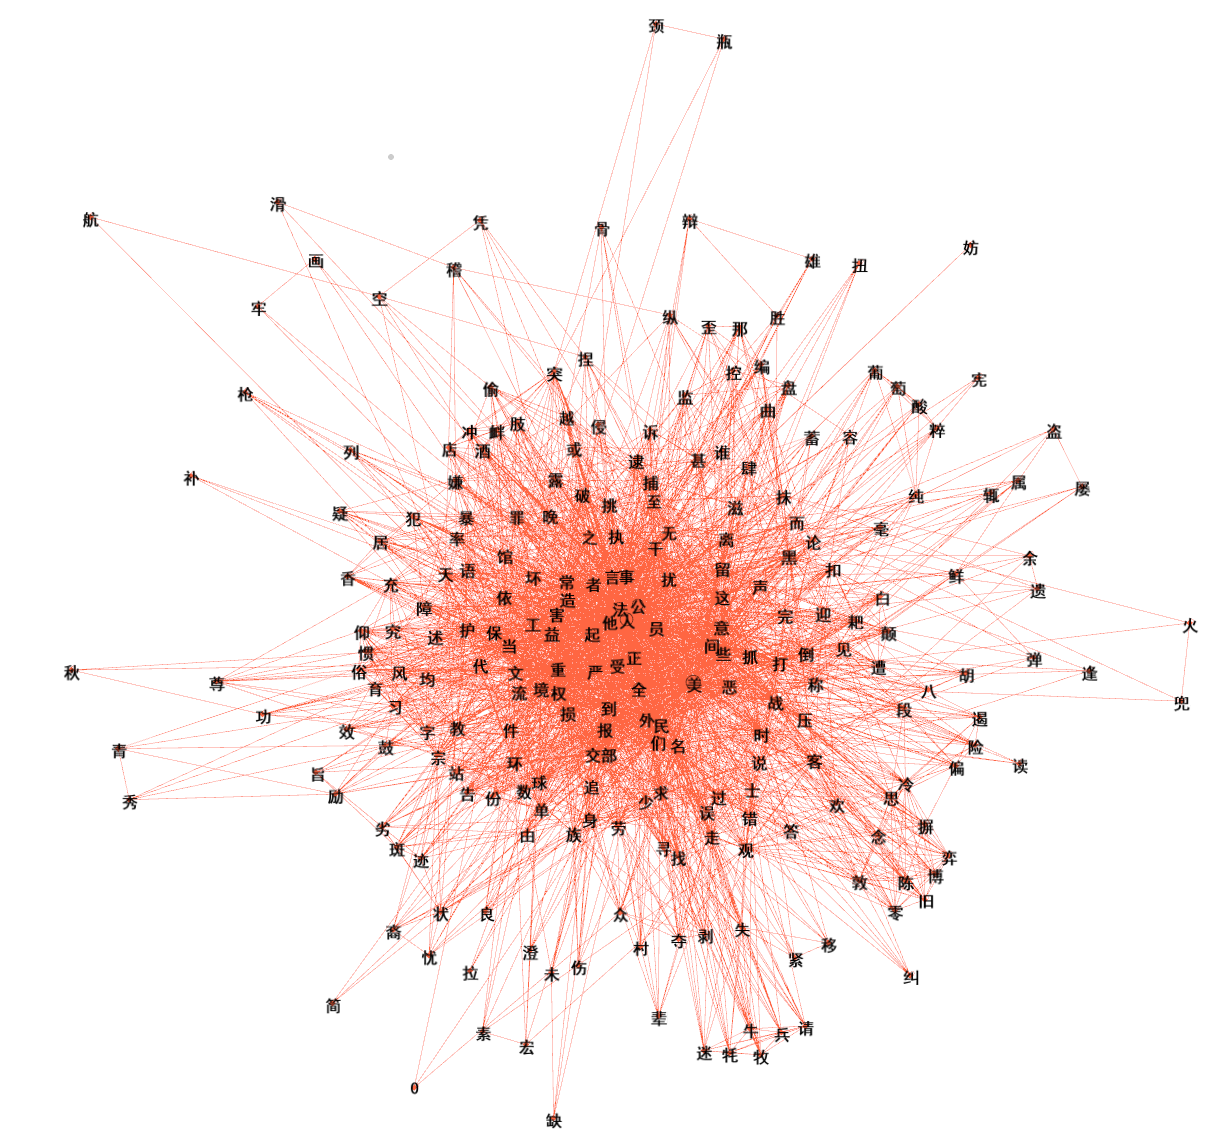 颈
瓶
滑
航
凭
骨
辩
妨
画
稽
雄
扭
空
牢
纵
歪
那
胜
捏
突
控
编
葡
宪
偷
监
盘
萄
枪
酸
曲
越
肢
侵
冲
衅
诉
粹
盗
蓄
容
店
酒
或
列
谁
甚
逮
肆
补
嫌
露
捕
属
屡
破
至
抹
纯
辄
挑
滋
疑
犯
暴
罪
晚
而
毫
无
率
之
执
离
论
居
干
馆
黑
余
天
语
留
扣
香
坏
言
事
扰
鲜
常
者
充
声
遗
依
造
这
白
障
法
公
害
完
迎
耙
他
人
火
工
员
意
仰
究
述
护
保
益
起
颠
当
间
惯
些
抓
倒
见
正
弹
打
代
严
受
遭
俗
秋
风
文
重
逢
胡
均
尊
美
恶
称
育
流
境
权
全
八
战
兜
习
损
到
段
功
外
压
遏
效
字
教
件
报
民
时
鼓
们
名
险
青
宗
交
部
环
说
客
读
偏
旨
站
球
冷
追
数
士
励
告
份
求
过
思
秀
少
欢
单
误
错
身
摒
劣
劳
答
由
族
走
念
斑
寻
观
迹
找
弈
博
敦
陈
旧
状
良
众
零
裔
失
剥
夺
移
村
澄
忧
紧
伤
拉
未
纠
简
辈
请
素
牛
兵
宏
迷
牦
牧
0
缺